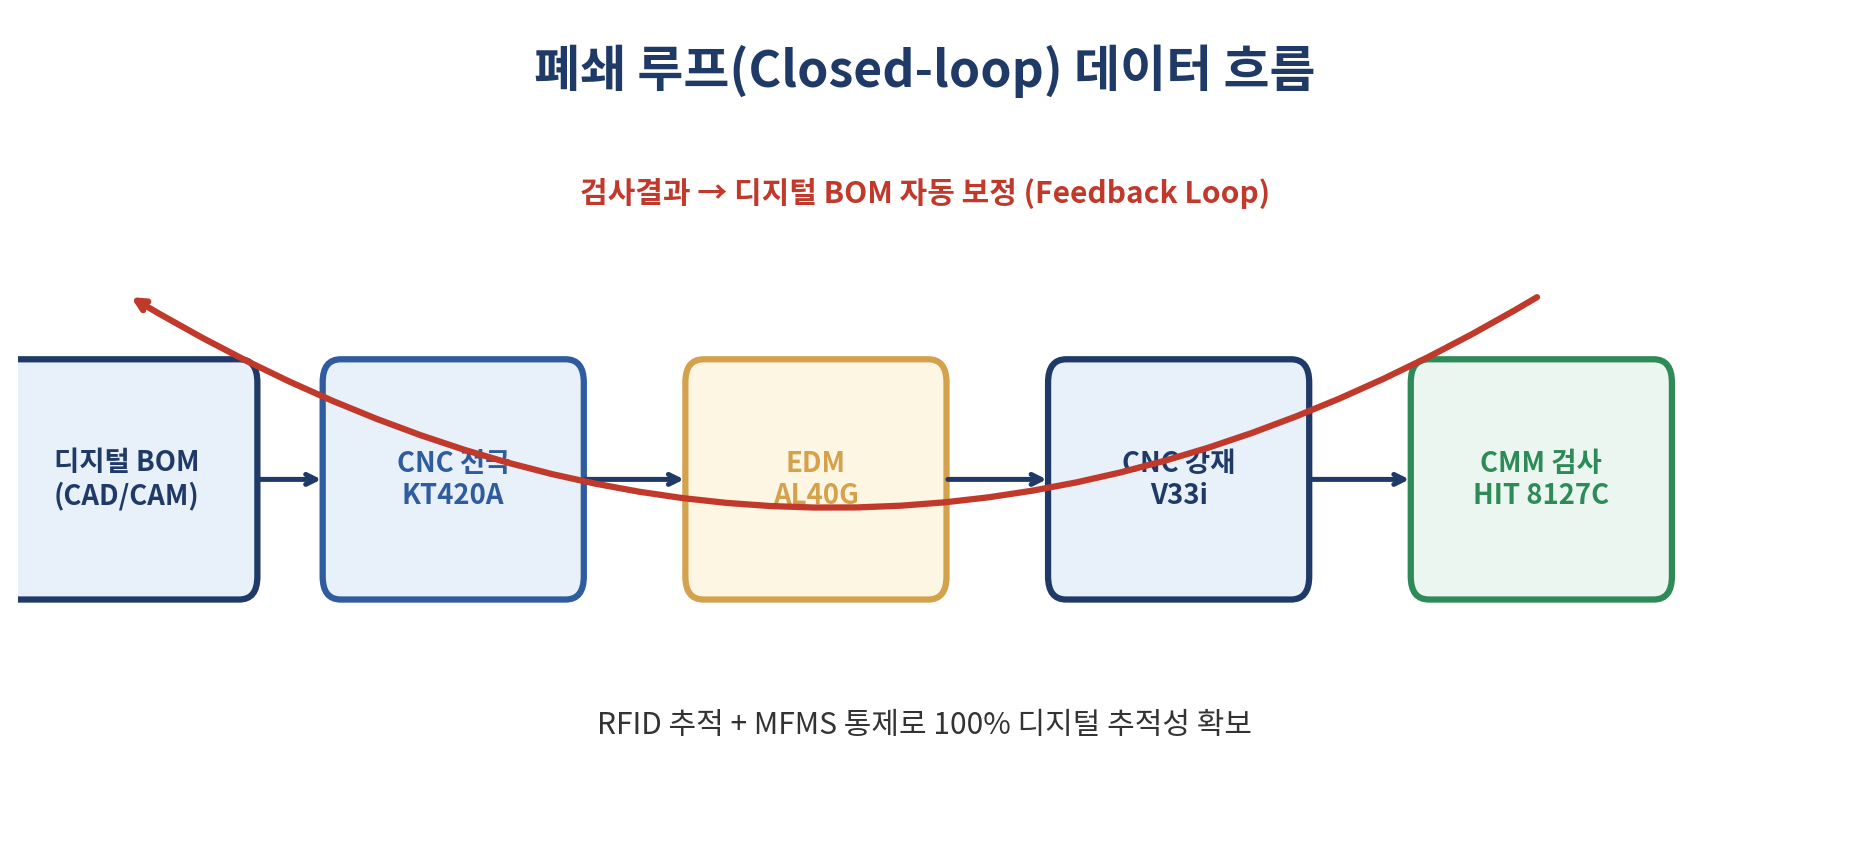 폐쇄 루프(Closed-loop) 데이터 흐름
검사결과 → 디지털 BOM 자동 보정 (Feedback Loop)
디지털 BOM
(CAD/CAM)
CNC 전극
KT420A
EDM
AL40G
CNC 강재
V33i
CMM 검사
HIT 8127C
RFID 추적 + MFMS 통제로 100% 디지털 추적성 확보